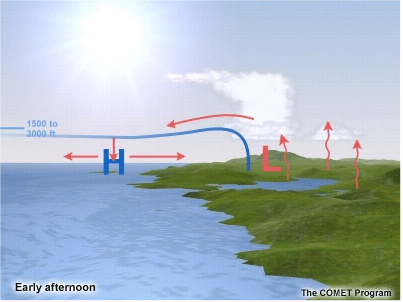 1500 to
3000 ft
H
L
Early afternoon
The COMET Program